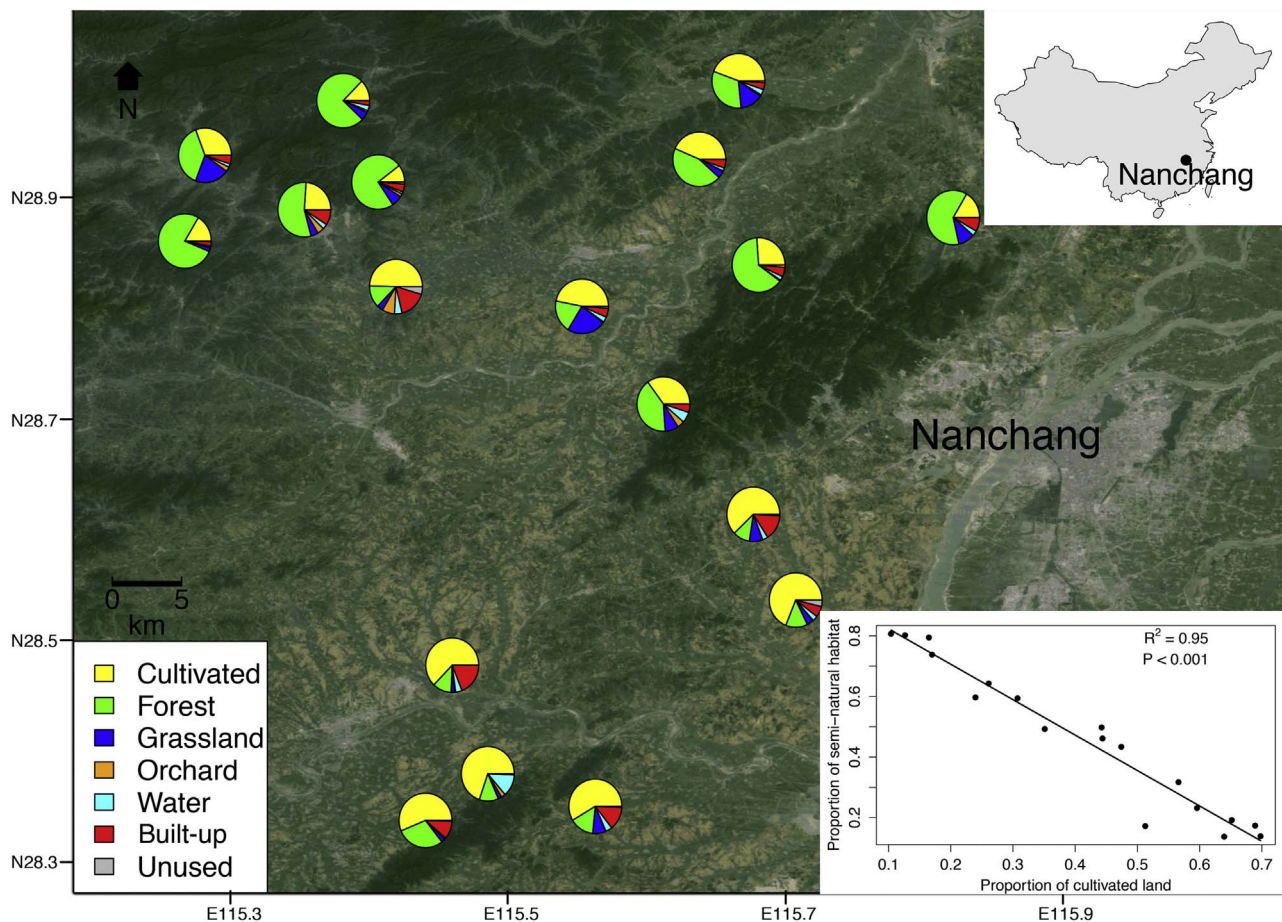 N
Nanchang
N28.9
N28.7
N28.5
N28.3
Nanchang
0 5
km
Cultivated
Forest
Grassland
Orchard
Water
Built-up
Unused
R² = 0.95
P < 0.001
Proportion of semi-natural habitat
0.8
0.6
0.4
0.2
0.1 0.2 0.3 0.4 0.5 0.6 0.7
Proportion of cultivated land
E115.3 E115.5 E115.7 E115.9